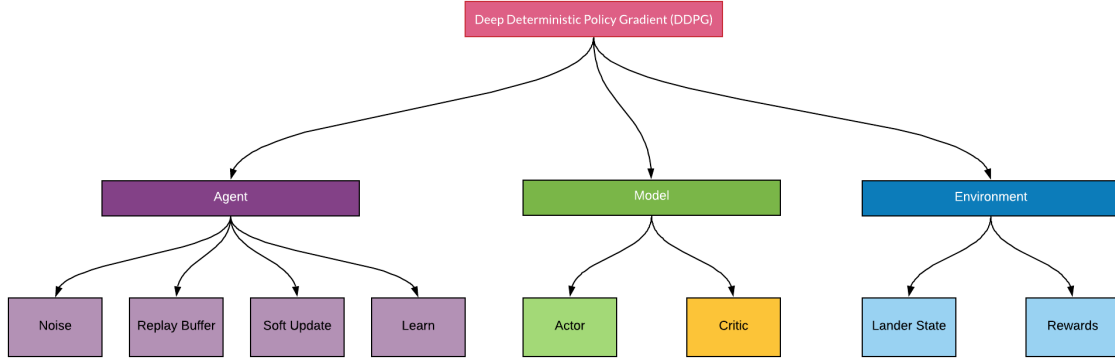 Deep Deterministic Policy Gradient (DDPG)
Agent
Model
Environment
Noise
Replay Buffer
Soft Update
Learn
Actor
Critic
Lander State
Rewards